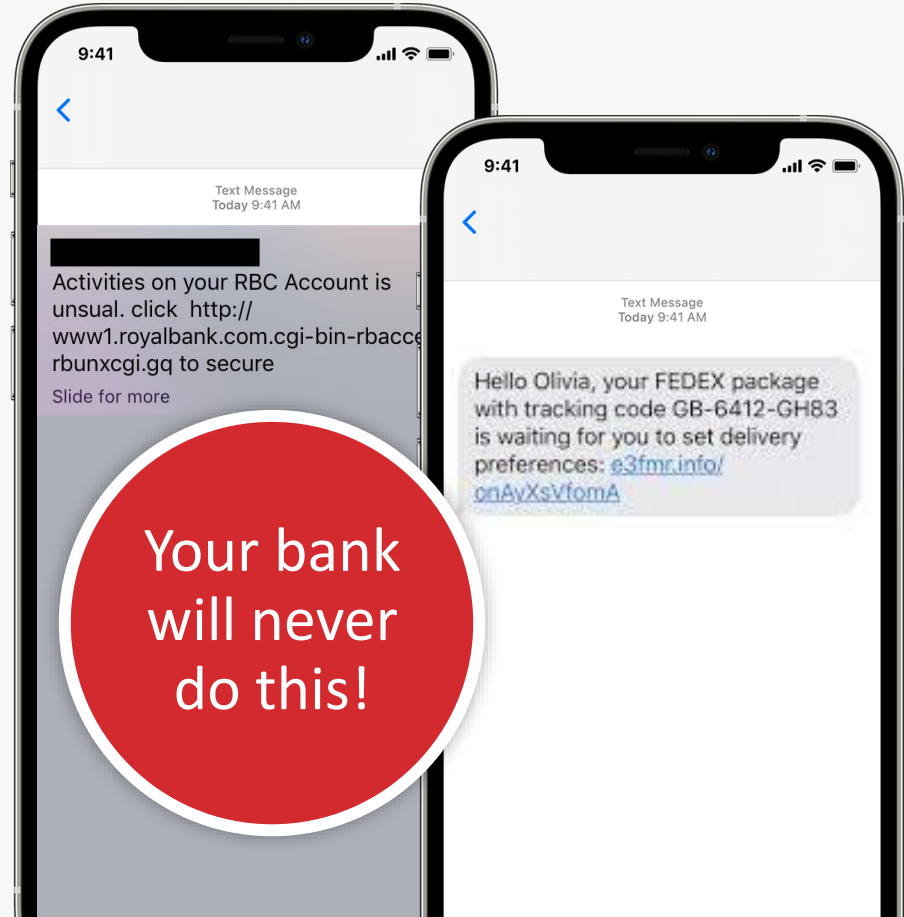 9:41
Text Message
Today 9:41 AM
Activities on your RBC Account is
unsual. click http://
www1.royalbank.com.cgi-bin-rbacce
rbunxcgi.gq to secure
Slide for more
Your bank
will never
do this!
9:41
Text Message
Today 9:41 AM
Hello Olivia, your FEDEX package
with tracking code GB-6412-GH83
is waiting for you to set delivery
preferences: e3fmr.info/
onAyXsVfomA